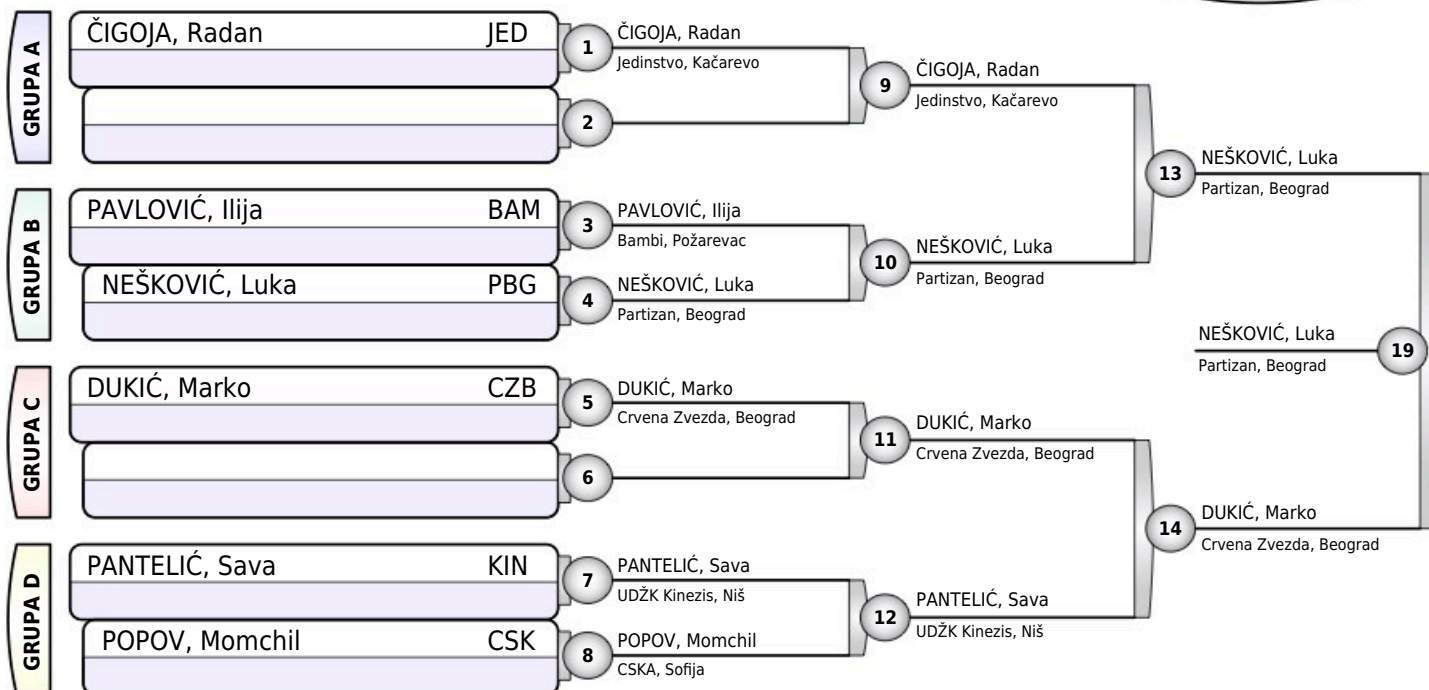 GRUPA A
ČIGOJA, Radan JED
1
ČIGOJA, Radan
Jedinstvo, Kačarevo
2
9
ČIGOJA, Radan
Jedinstvo, Kačarevo
GRUPA B
PAVLOVIĆ, Ilija BAM
NEŠKOVIĆ, Luka PBG
3
PAVLOVIĆ, Ilija
Bambi, Požarevac
4
NEŠKOVIĆ, Luka
Partizan, Beograd
10
NEŠKOVIĆ, Luka
Partizan, Beograd
13
NEŠKOVIĆ, Luka
Partizan, Beograd
GRUPA C
DUKIĆ, Marko CZB
5
DUKIĆ, Marko
Crvena Zvezda, Beograd
6
11
DUKIĆ, Marko
Crvena Zvezda, Beograd
GRUPA D
PANTELIĆ, Sava KIN
POPOV, Momchil CSK
7
PANTELIĆ, Sava
UDŽK Kinezis, Niš
8
POPOV, Momchil
CSKA, Sofija
12
PANTELIĆ, Sava
UDŽK Kinezis, Niš
14
DUKIĆ, Marko
Crvena Zvezda, Beograd
NEŠKOVIĆ, Luka
Partizan, Beograd
19